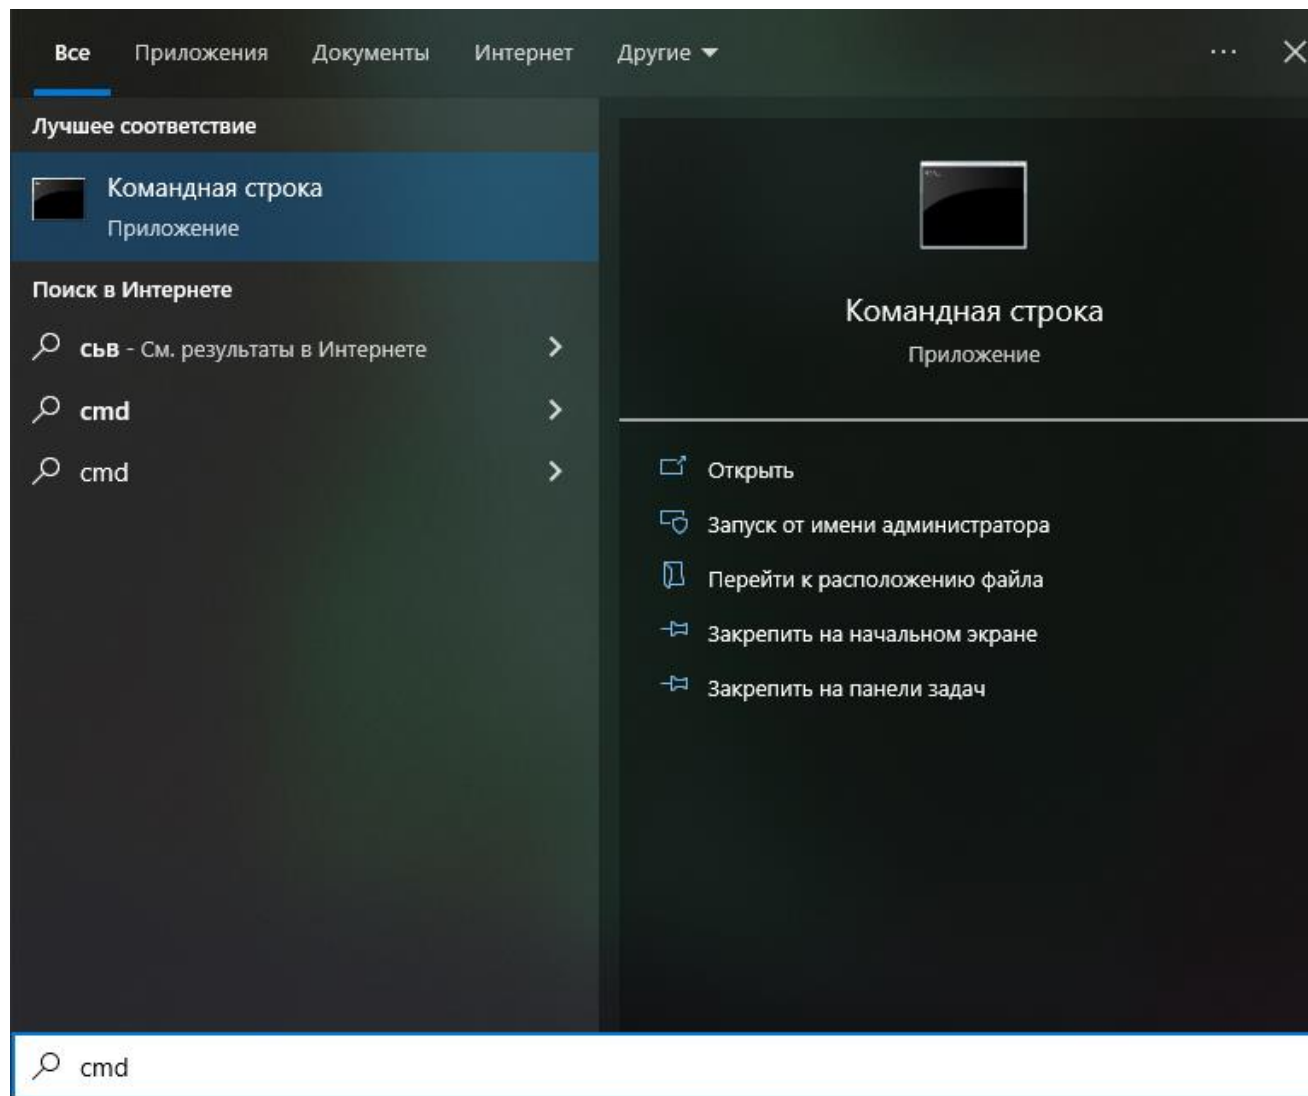 Все Приложения Документы Интернет Другие
Лучшее соответствие
Командная строка
Приложение
Поиск в Интернете
сьв - См. результаты в Интернете
cmd
cmd
Командная строка
Приложение
Открыть
Запуск от имени администратора
Перейти к расположению файла
Закрепить на начальном экране
Закрепить на панели задач
cmd